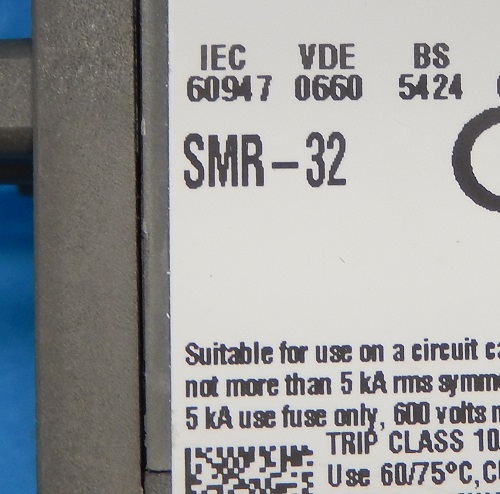 IEC VDE BS
60947 0660 5424
SMR-32
Suitable for use on a circuit
not more than 5 kA rms
5 kA use fuse only, 600 volts
TRIP CLASS
Use 60/75°C,